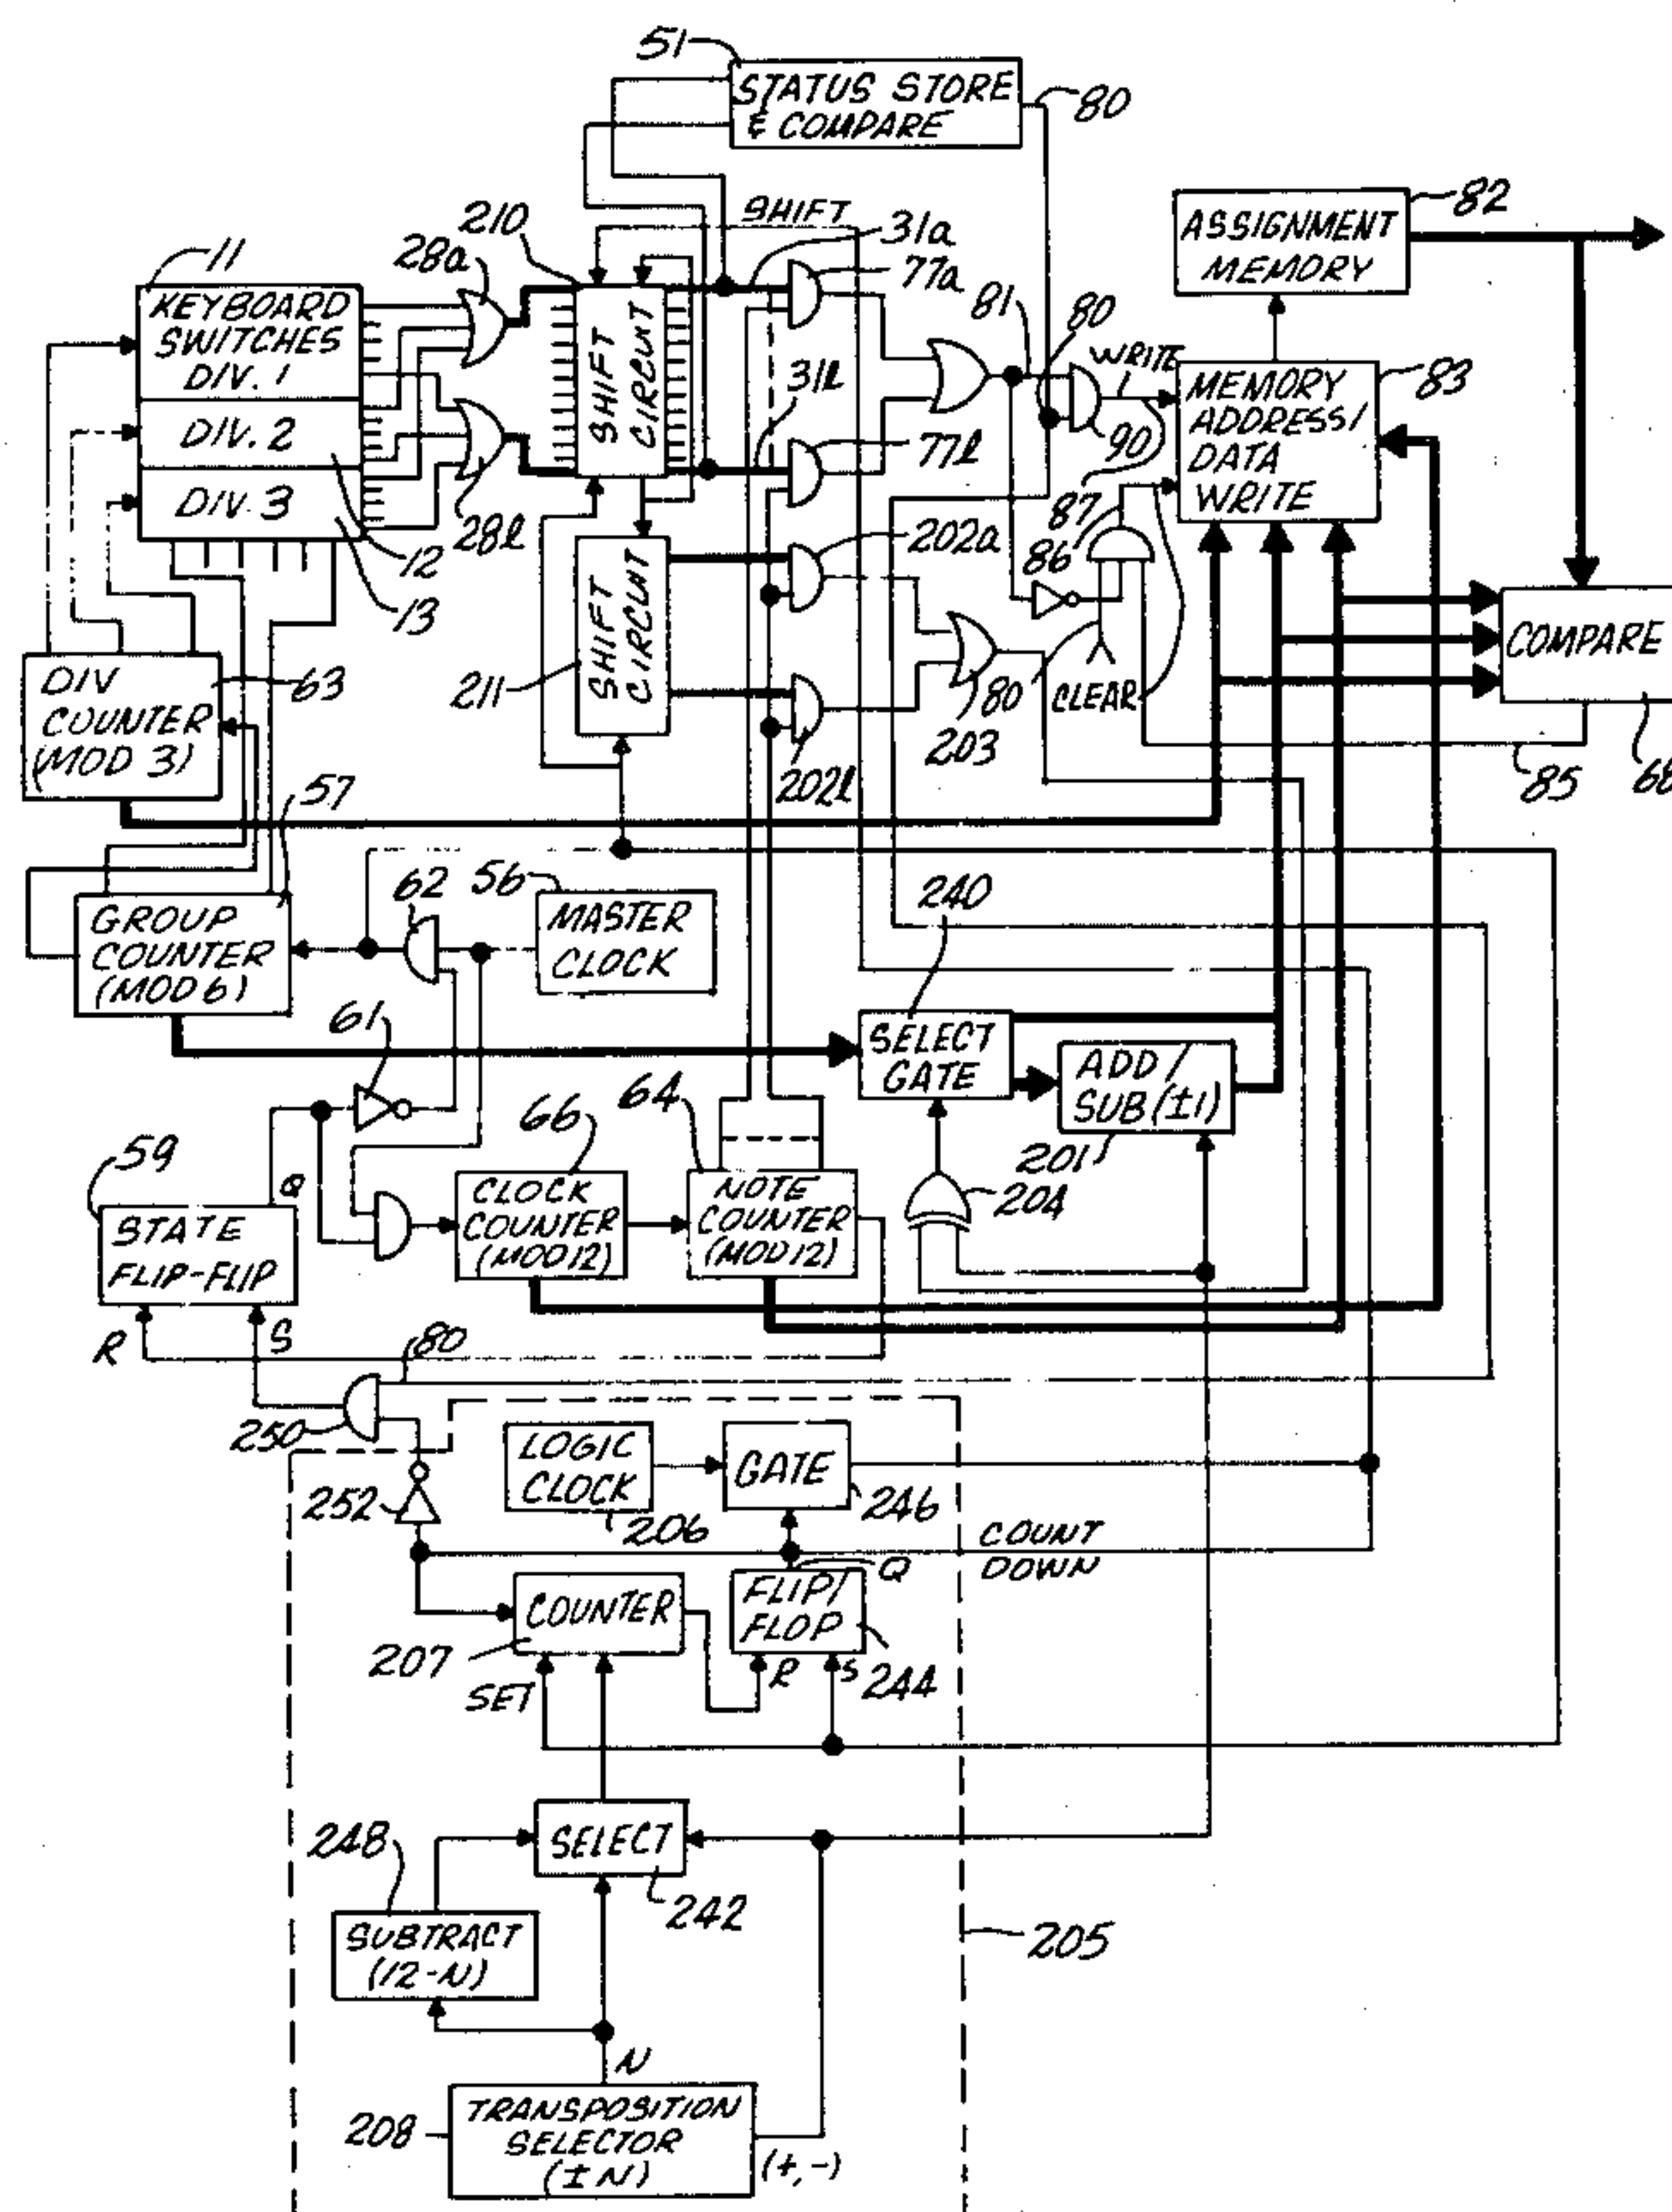 51
STATUS STORE
& COMPARE
80
210
SHIFT
31a
77a
82
ASSIGNMENT
MEMORY
11
28a
81
80
KEYBOARD
SWITCHES
DIV. 1
DIV. 2
DIV. 3
SHIFT
CIRCUIT
31l
77l
WRITE
90
MEMORY
ADDRESS/
DATA
WRITE
83
87
86
28l
12
13
202a
SHIFT
CIRCUIT
211
80
CLEAR
203
202l
COMPARE
85
68
DIV
COUNTER
(MOD 3)
63
57
62
56
MASTER
CLOCK
240
GROUP
COUNTER
(MOD 6)
61
SELECT
GATE
ADD/
SUB (±1)
201
66
64
59
Q
STATE
FLIP-FLIP
CLOCK
COUNTER
(MOD 12)
NOTE
COUNTER
(MOD 12)
204
R
S
80
250
LOGIC
CLOCK
206
GATE
246
252
COUNT
DOWN
Q
COUNTER
207
FLIP/
FLOP
244
R
S
SET
248
SELECT
242
SUBTRACT
(12-N)
205
N
208
TRANSPOSITION
SELECTOR
(± N)
(+,-)